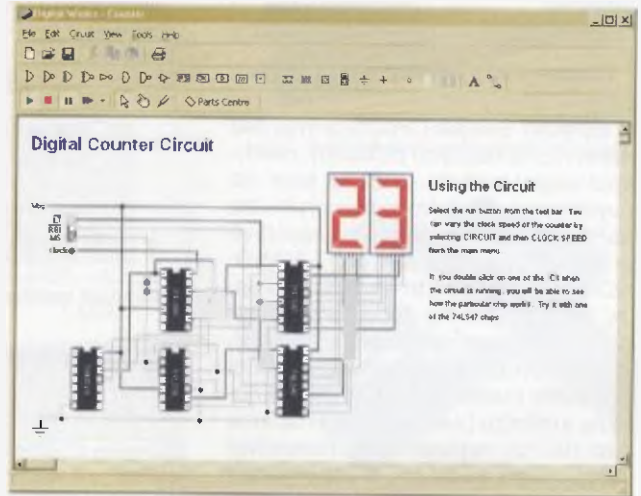 Digital Works - Counter
File Edit Circuit View Tools Help
A
Parts Centre
Digital Counter Circuit
23
Using the Circuit
Select the run button from the tool bar. You
can vary the clock speed of the counter by
selecting CIRCUIT and then CLOCK SPEED
from the main menu
If you double click on one of the ICs when
the circuit is running, you will be able to see
how the particular chip works. Try it with one
of the 74LS47 chips
Vcc
LT
RBI
Clock